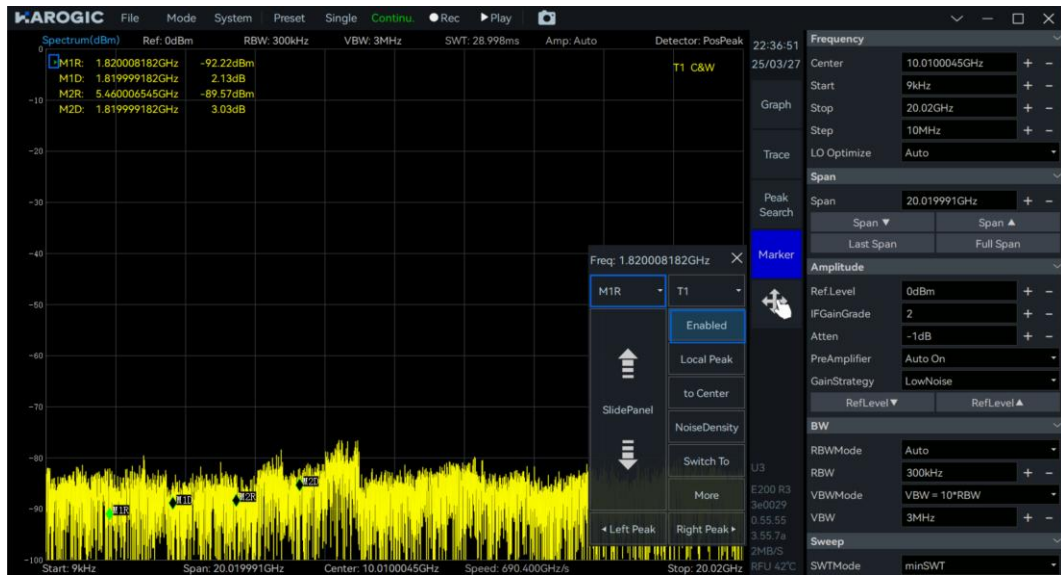 HAROGIC File Mode System Preset Single Continu. Rec Play
Spectrum(dBm) Ref: 0dBm RBW: 300kHz VBW: 3MHz SWT: 28.998ms Amp: Auto Detector: PosPeak
22:36:51
25/03/27
T1 C&W
M1R: 1.820008182GHz -92.22dBm
M1D: 1.819999182GHz 2.13dB
M2R: 5.460006545GHz -89.57dBm
M2D: 1.819999182GHz 3.03dB
0
-10
-20
-30
-40
-50
-60
-70
-80
-90
-100
M1R
M1D
M2R
M2D
Start: 9kHz Span: 20.019991GHz Center: 10.0100045GHz Speed: 690.400GHz/s Stop: 20.02GHz
Freq: 1.820008182GHz
M1R T1
Enabled
Local Peak
to Center
SlidePanel
NoiseDensity
Switch To
More
Left Peak Right Peak
Graph
Trace
Peak
Search
Marker
U3
E200 R3
3e0029
0.55.55
3.55.7a
2MB/S
RFU 42°C
Frequency
Center 10.0100045GHz + -
Start 9kHz + -
Stop 20.02GHz + -
Step 10MHz + -
LO Optimize Auto
Span
Span 20.019991GHz + -
Span ▼ Span ▲
Last Span Full Span
Amplitude
Ref.Level 0dBm + -
IFGainGrade 2 + -
Atten -1dB + -
PreAmplifier Auto On
GainStrategy LowNoise
RefLevel▼ RefLevel▲
BW
RBWMode Auto
RBW 300kHz + -
VBWMode VBW = 10*RBW
VBW 3MHz + -
Sweep
SWTMode minSWT